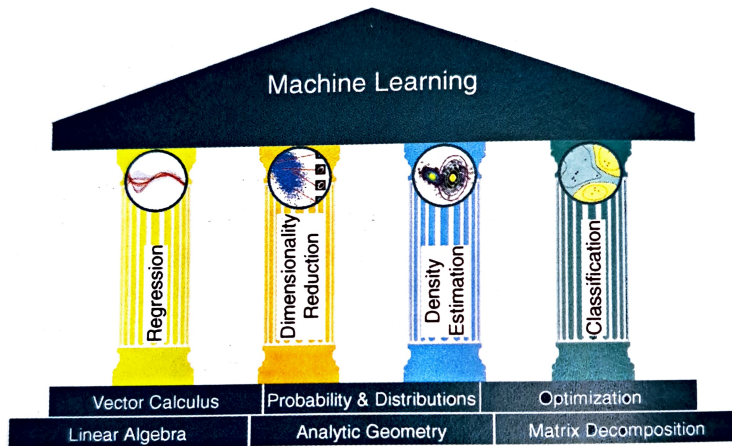 Machine Learning
Regression
Dimensionality
Reduction
Density
Estimation
Classification
Vector Calculus
Probability & Distributions
Optimization
Linear Algebra
Analytic Geometry
Matrix Decomposition